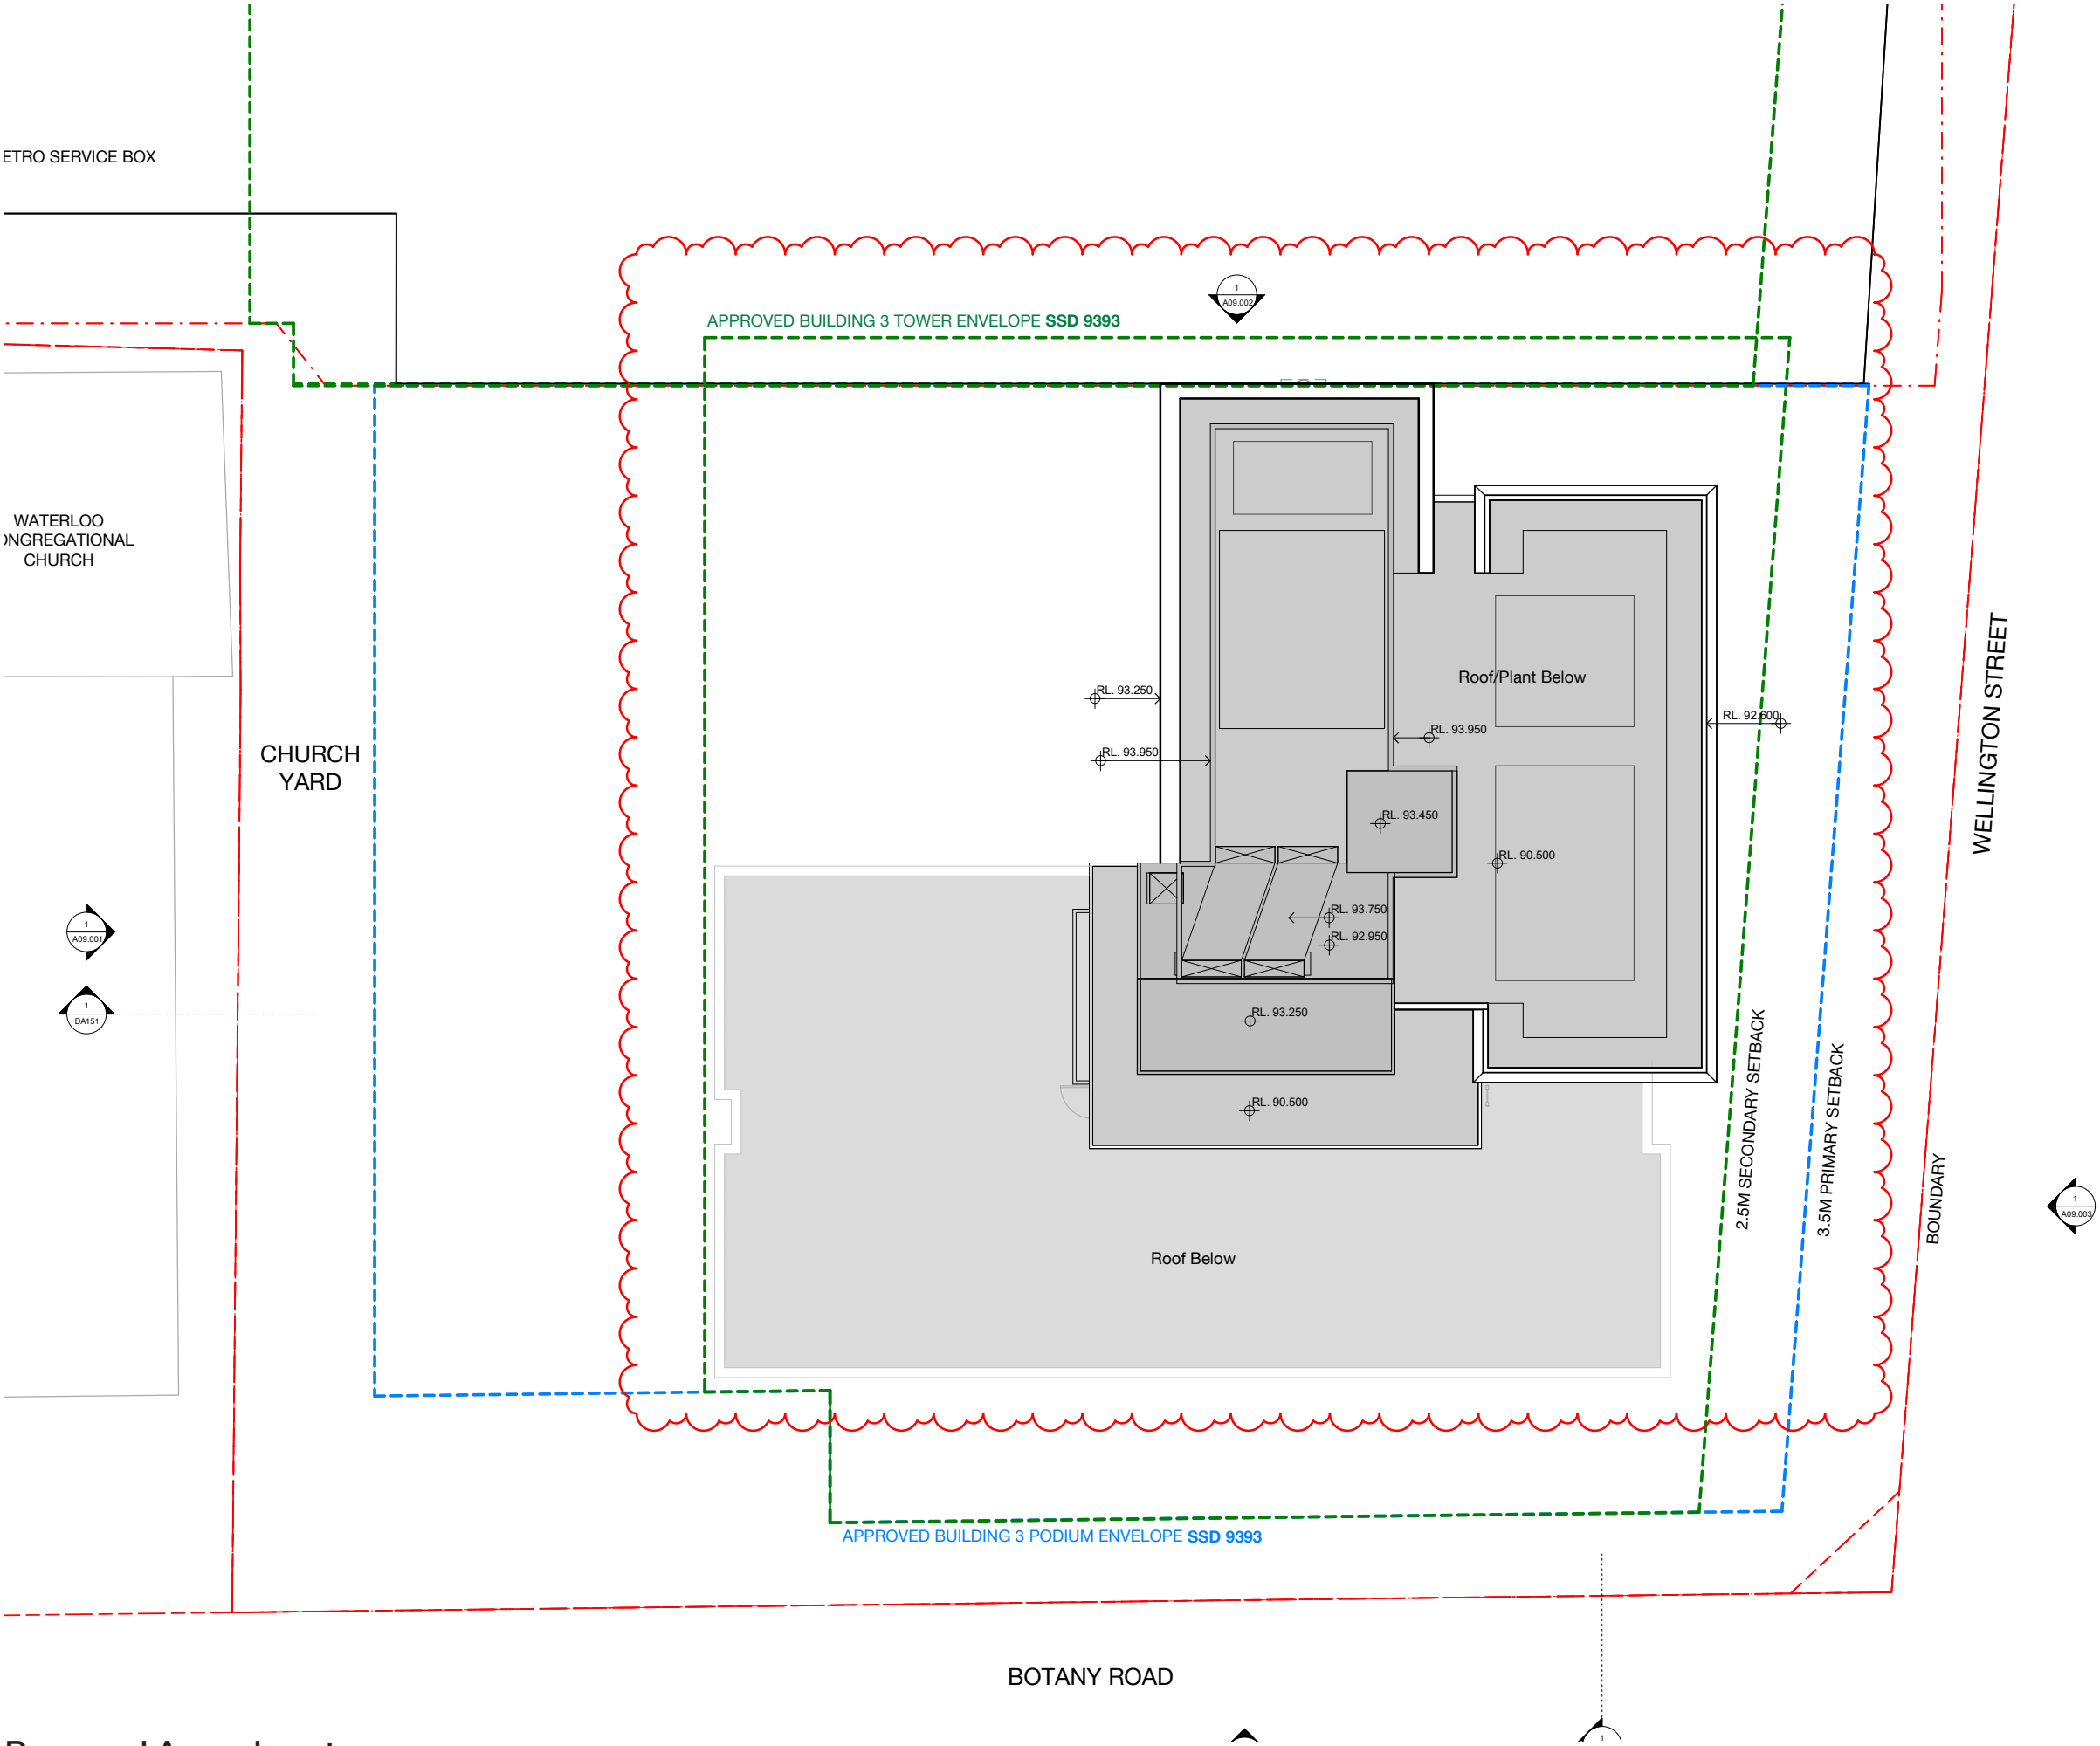 ETRO SERVICE BOX
1
A09.002
APPROVED BUILDING 3 TOWER ENVELOPE SSD 9393
WATERLOO
ONGREGATIONAL
CHURCH
CHURCH
YARD
RL. 93.250
RL. 93.950
Roof/Plant Below
RL. 93.950
RL. 92.600
RL. 93.450
RL. 90.500
RL. 93.750
RL. 92.950
RL. 93.250
RL. 90.500
WELLINGTON STREET
1
A09.001
1
DA151
2.5M SECONDARY SETBACK
3.5M PRIMARY SETBACK
BOUNDARY
1
A09.003
Roof Below
APPROVED BUILDING 3 PODIUM ENVELOPE SSD 9393
BOTANY ROAD
1